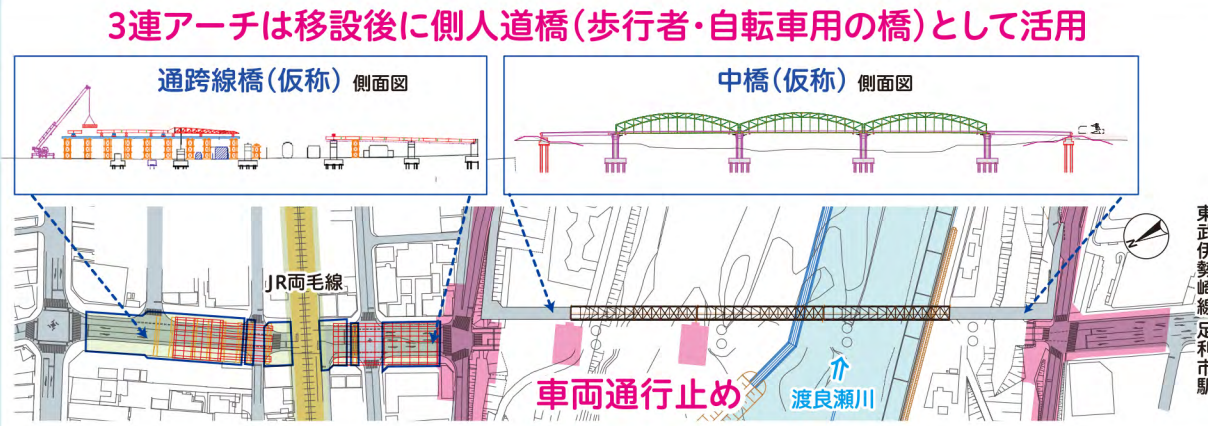 3連アーチは移設後に側人道橋（歩行者・自転車用の橋）として活用
通跨線橋（仮称） 側面図
中橋（仮称） 側面図
JR両毛線
車両通行止め
渡良瀬川
N
東武伊勢崎線 足利市駅